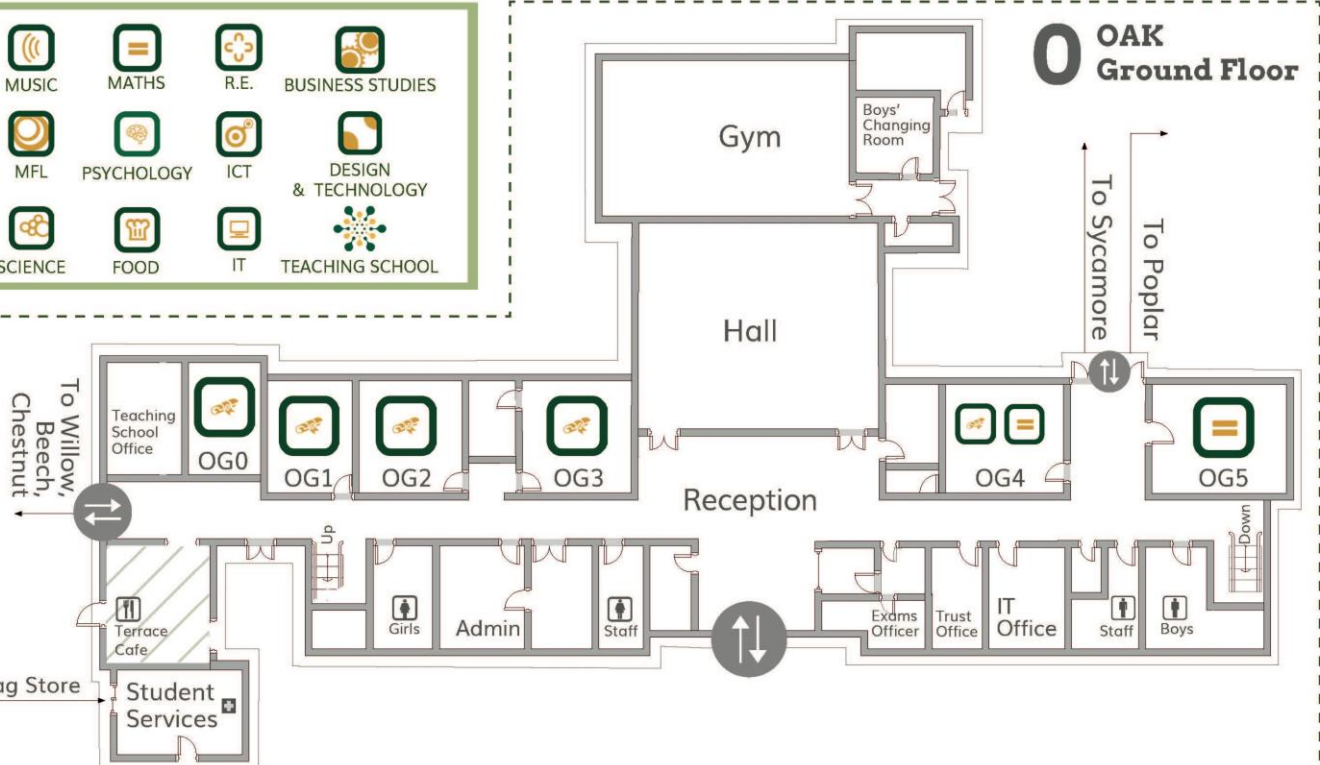 MUSIC
MATHS
R.E.
BUSINESS STUDIES
MFL
PSYCHOLOGY
ICT
DESIGN
& TECHNOLOGY
SCIENCE
FOOD
IT
TEACHING SCHOOL
0
OAK
Ground Floor
Gym
Boys'
Changing
Room
To Sycamore
To Poplar
Hall
To Willow,
Beech,
Chestnut
Teaching
School
Office
OG0
OG1
OG2
OG3
OG4
OG5
Reception
Up
Down
Terrace
Cafe
Girls
Admin
Staff
Exams
Officer
Trust
Office
IT
Office
Staff
Boys
Store
Student
Services